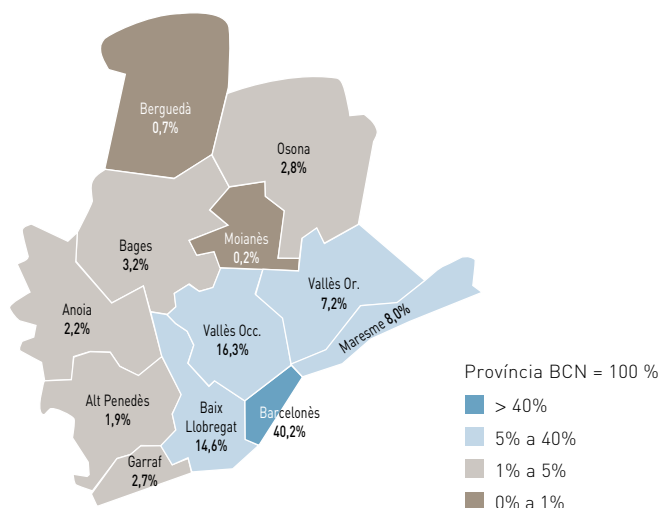 Berguedà
0,7%
Osona
2,8%
Moianès
0,2%
Bages
3,2%
Vallès Or.
7,2%
Anoia
2,2%
Maresme 8,0%
Vallès Occ.
16,3%
Alt Penedès
1,9%
Baix
Llobregat
14,6%
Barcelonès
40,2%
Garraf
2,7%
Província BCN = 100 %
> 40%
5% a 40%
1% a 5%
0% a 1%